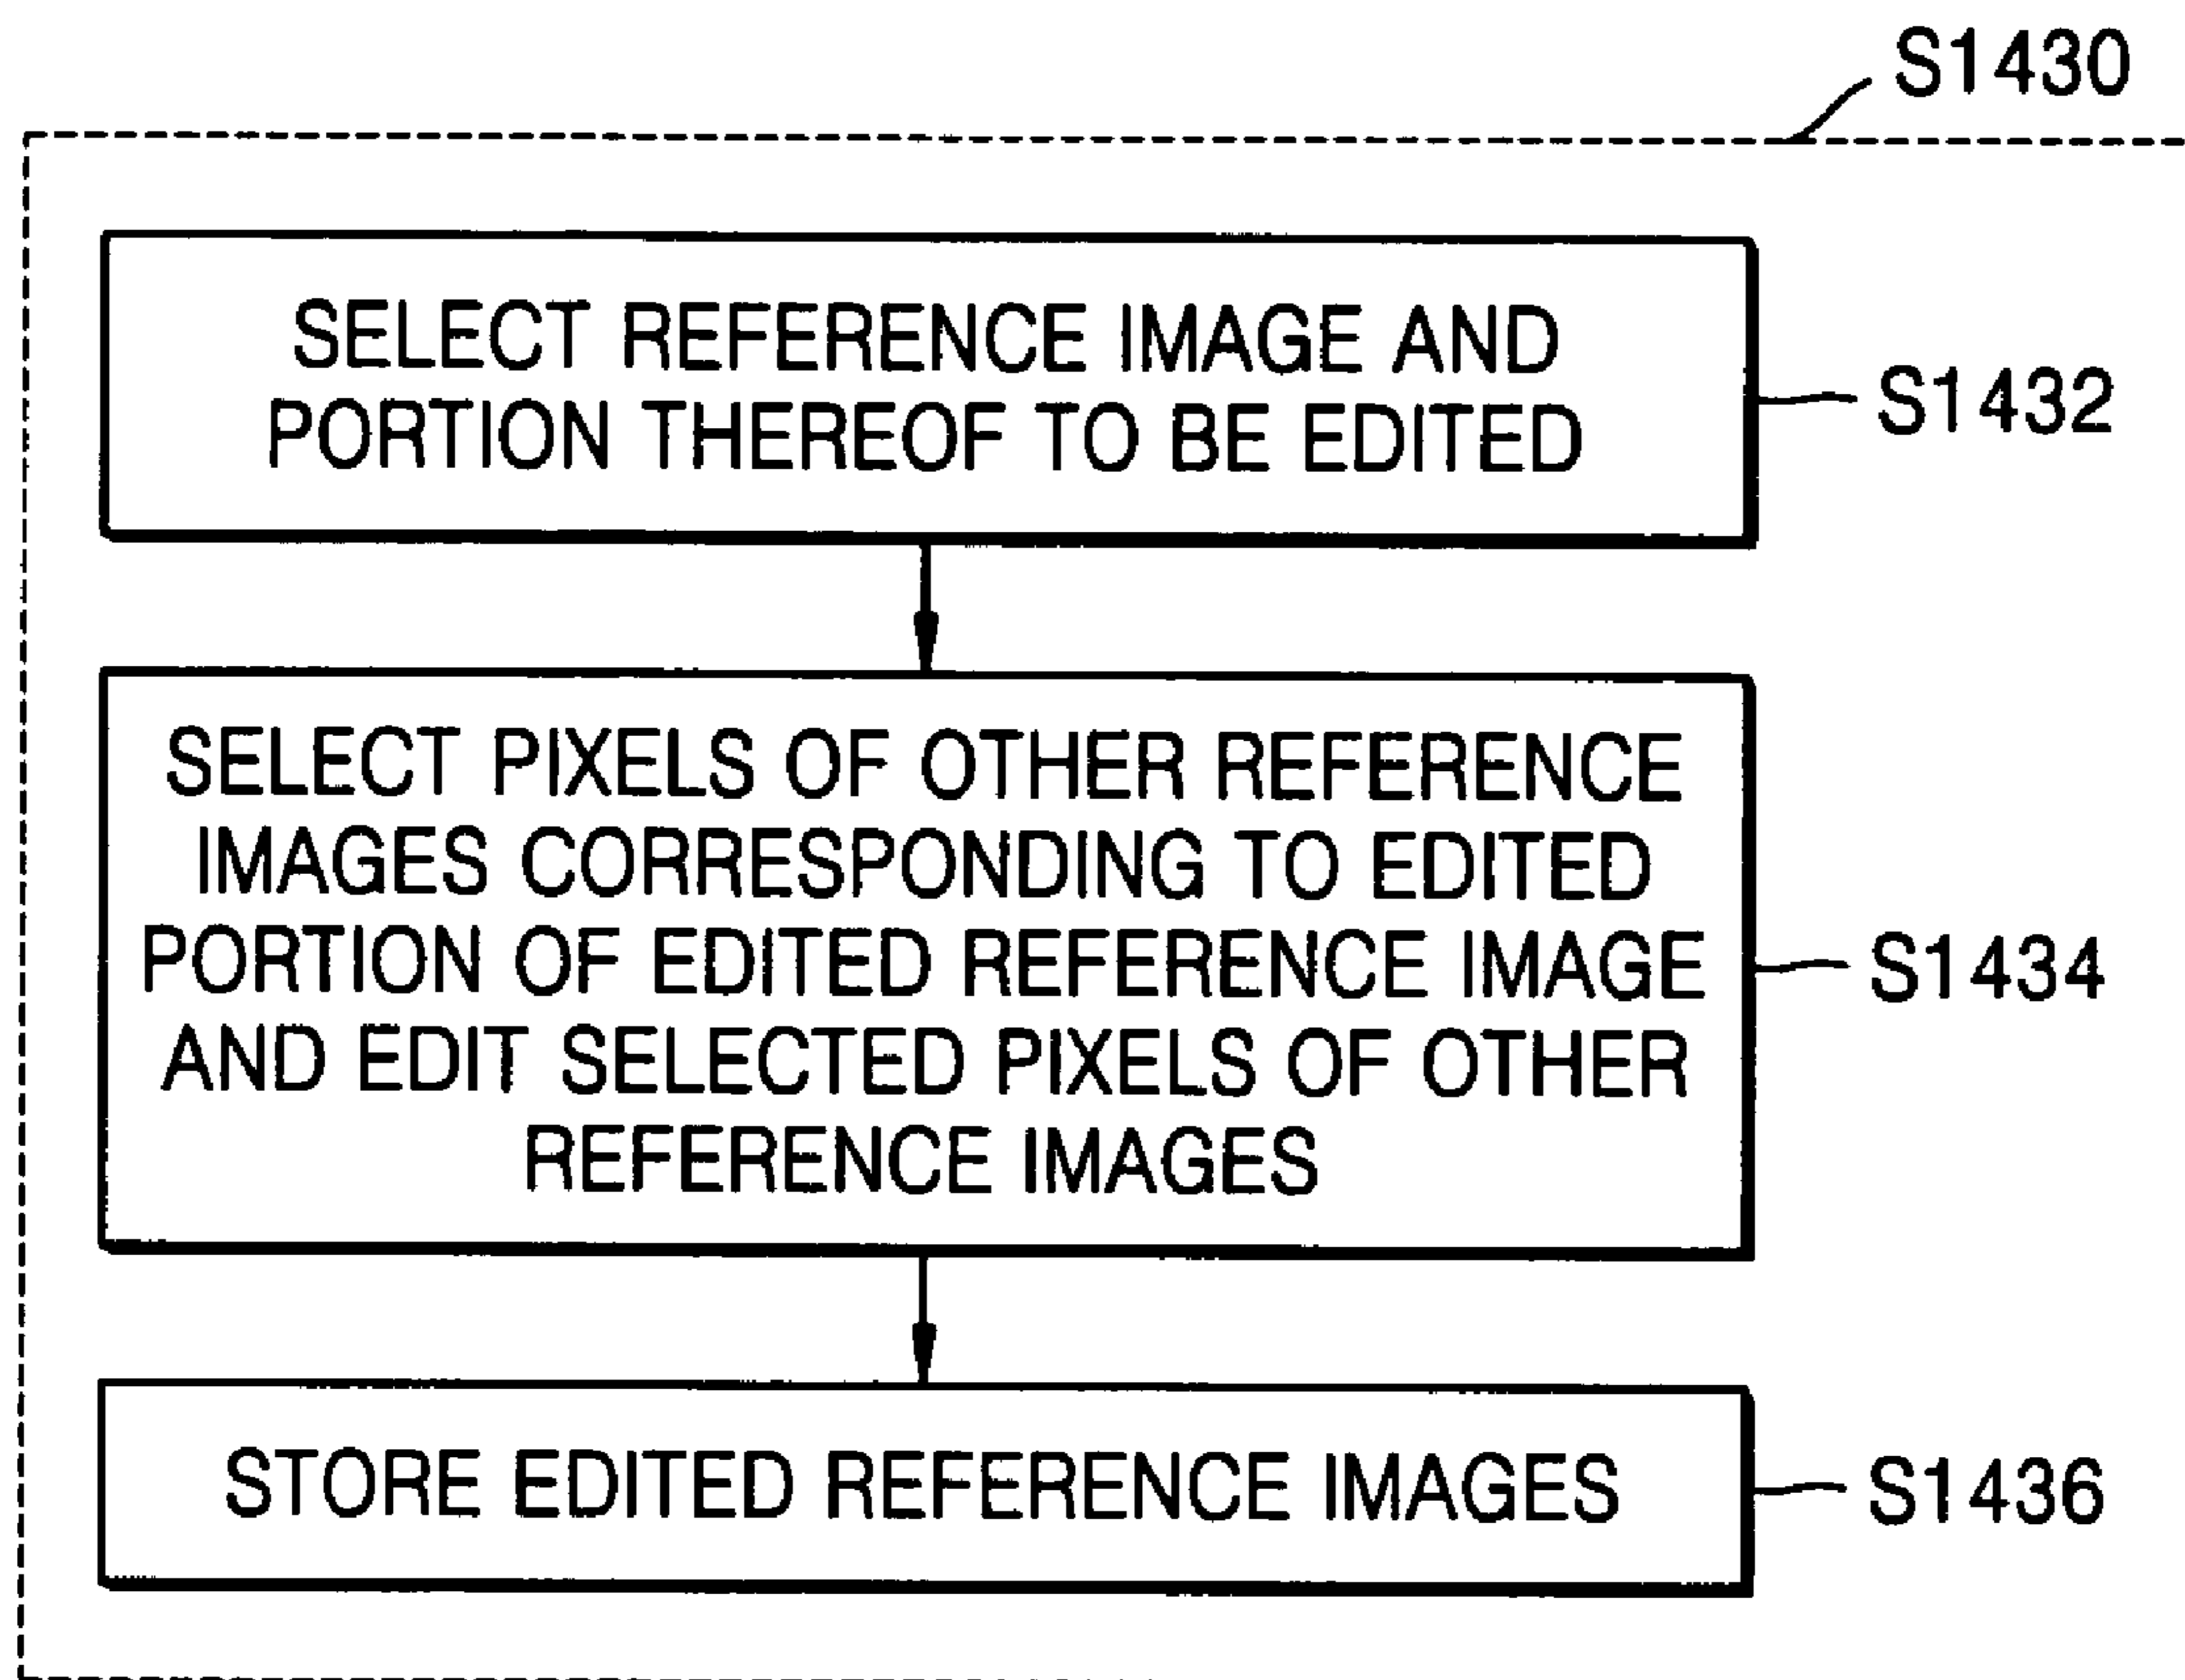 S1430
SELECT REFERENCE IMAGE AND
PORTION THEREOF TO BE EDITED
S1432
SELECT PIXELS OF OTHER REFERENCE
IMAGES CORRESPONDING TO EDITED
PORTION OF EDITED REFERENCE IMAGE
AND EDIT SELECTED PIXELS OF OTHER
REFERENCE IMAGES
S1434
STORE EDITED REFERENCE IMAGES
S1436